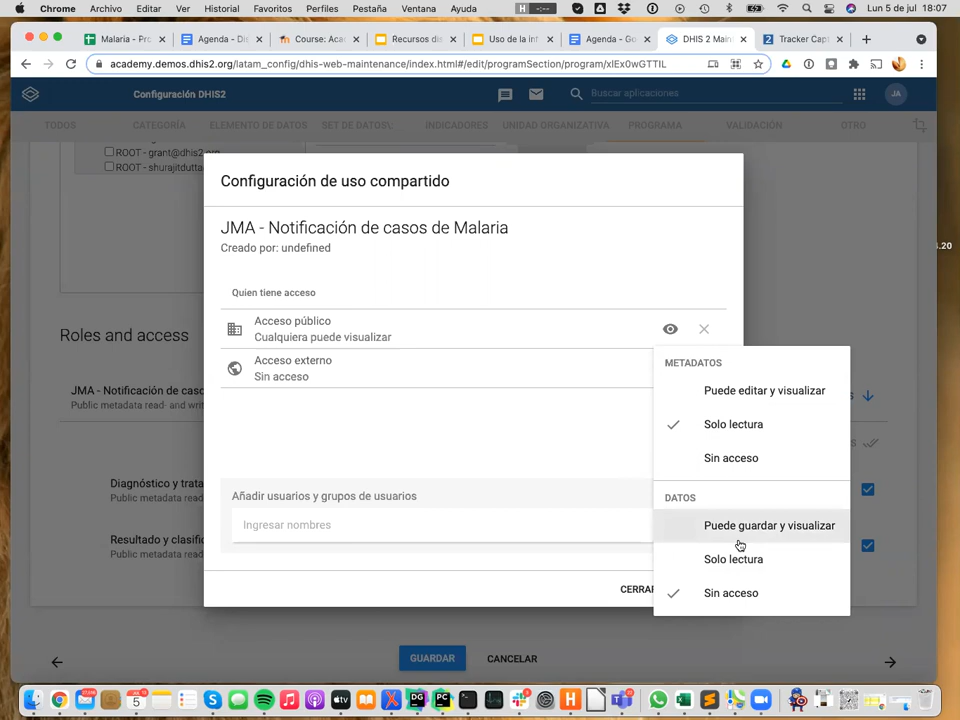 Chrome Archivo Editar Ver Historial Favoritos Perfiles Pestaña Ventana Ayuda H Lun 5 de jul 18:07
Malaria - Pro Agenda - Di Course: Aca Recursos dis Uso de la inf Agenda - Go DHIS 2 Main Tracker Capt
academy.demos.dhis2.org/latam_config/dhis-web-maintenance/index.html#/edit/programSection/program/xlEx0wGTTlL
Configuración DHIS2 Buscar aplicaciones JA
TODOS CATEGORÍA ELEMENTO DE DATOS SET DE DATOS\ INDICADORES UNIDAD ORGANIZATIVA PROGRAMA VALIDACIÓN OTRO
ROOT - grant@dhis2.org
ROOT - shurajitdutta
Configuración de uso compartido
JMA - Notificación de casos de Malaria
Creado por: undefined
4.20
Quien tiene acceso
Acceso público
Cualquiera puede visualizar
Acceso externo
Sin acceso
Roles and access
JMA - Notificación de caso
Public metadata read- and writ
S
S
Diagnóstico y trata
Public metadata read
Resultado y clasific
Public metadata read
Añadir usuarios y grupos de usuarios
Ingresar nombres
CERRAR
METADATOS
Puede editar y visualizar
Solo lectura
Sin acceso
DATOS
Puede guardar y visualizar
Solo lectura
Sin acceso
GUARDAR CANCELAR